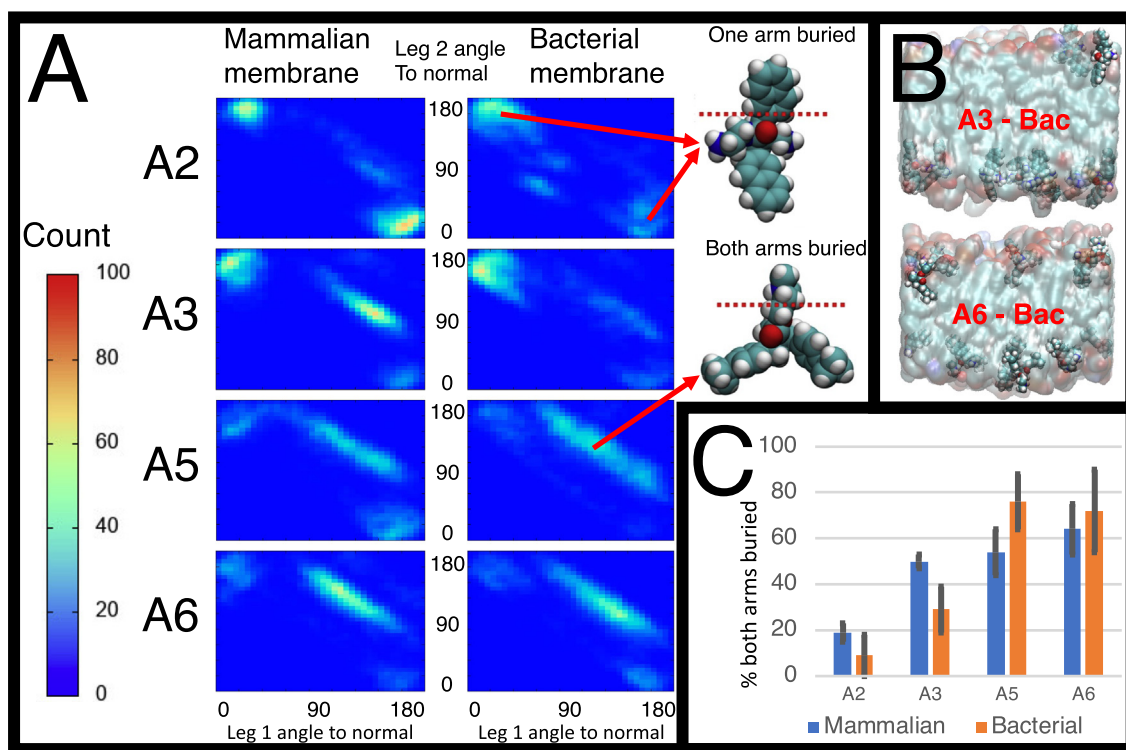 A
Mammalian
membrane
Leg 2 angle
To normal
Bacterial
membrane
One arm buried
A2
180
90
0
Count
100
80
60
40
20
0
A3
180
90
0
Both arms buried
A5
180
90
0
A6
180
90
0
0 90 180
Leg 1 angle to normal
0 90 180
Leg 1 angle to normal
B
A3 - Bac
A6 - Bac
C
% both arms buried
100
80
60
40
20
0
A2 A3 A5 A6
Mammalian Bacterial